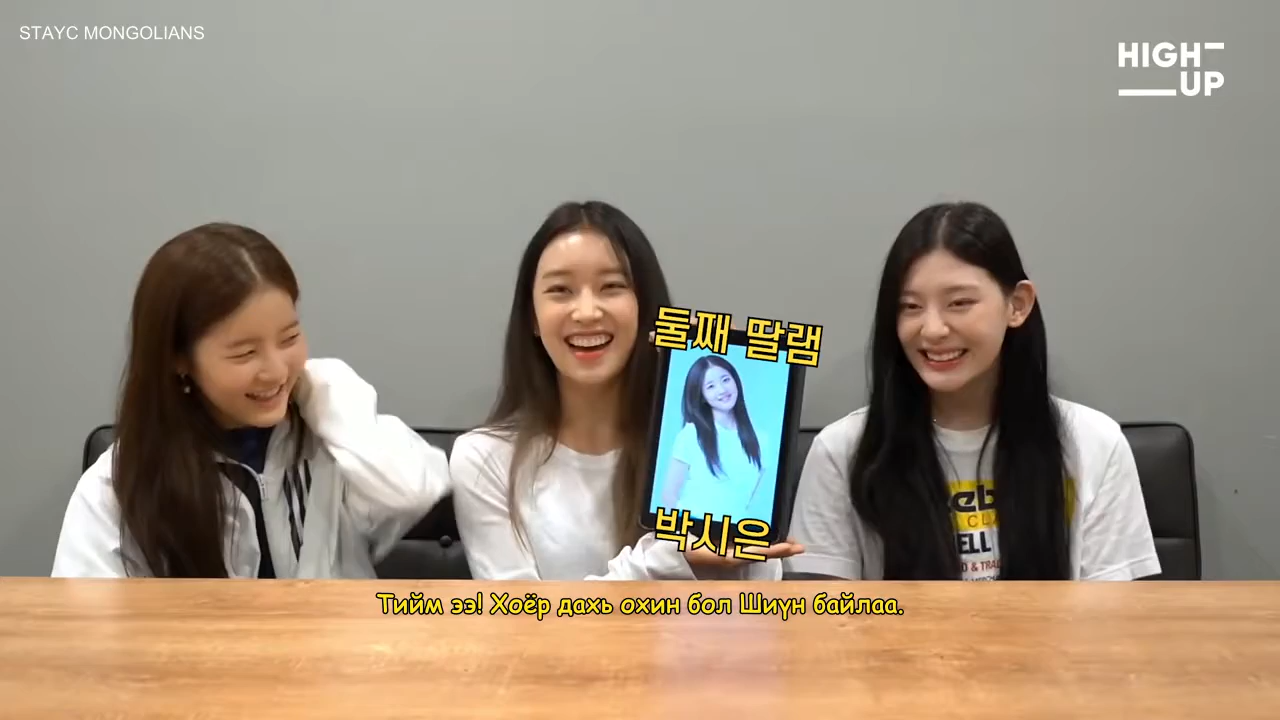 STAYC MONGOLIANS
HIGH
UP
둘째 딸램
박시은
ELL
Тийм ээ! Хоёр дахь охин бол Шиүн байлаа.